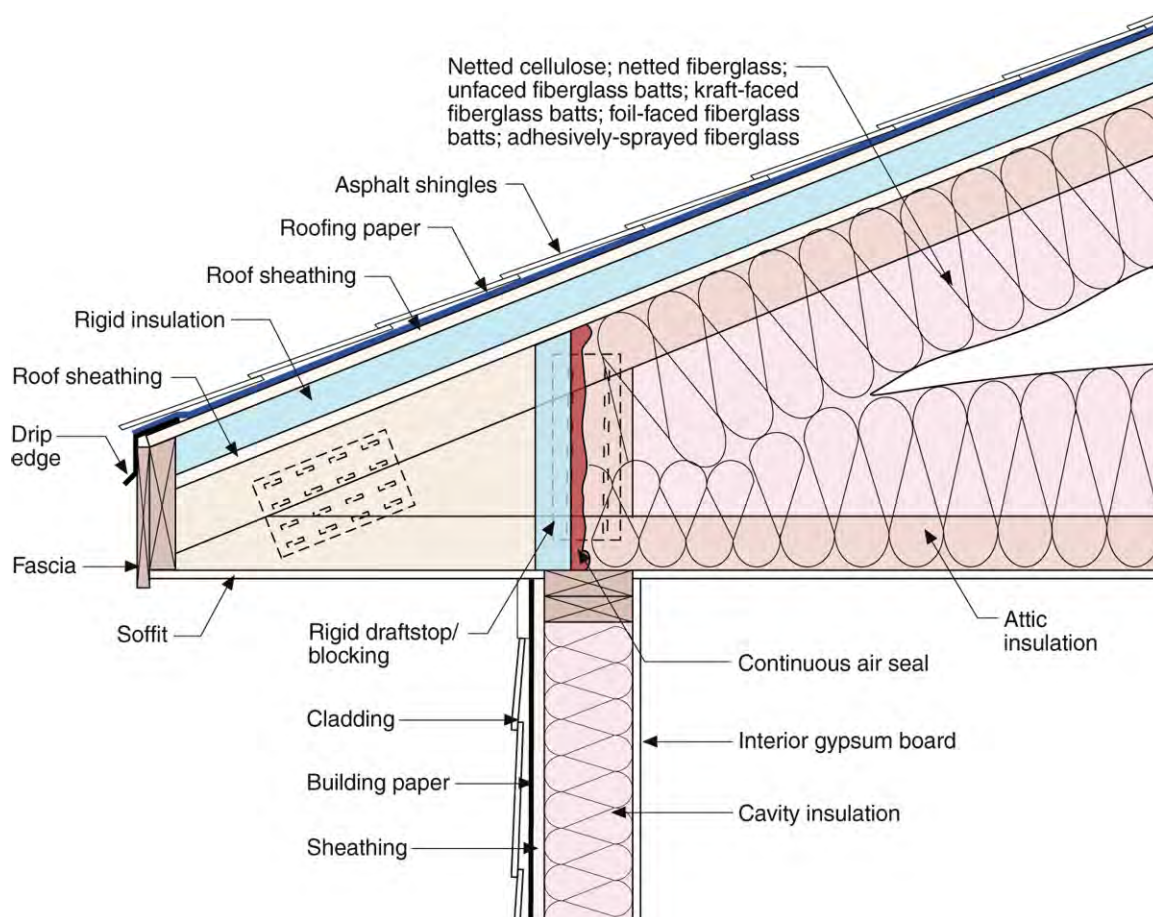 Netted cellulose; netted fiberglass;
unfaced fiberglass batts; kraft-faced
fiberglass batts; foil-faced fiberglass
batts; adhesively-sprayed fiberglass
Asphalt shingles
Roofing paper
Roof sheathing
Rigid insulation
Roof sheathing
Drip
edge
Fascia
Soffit
Rigid draftstop/
blocking
Attic
insulation
Continuous air seal
Cladding
Interior gypsum board
Building paper
Cavity insulation
Sheathing